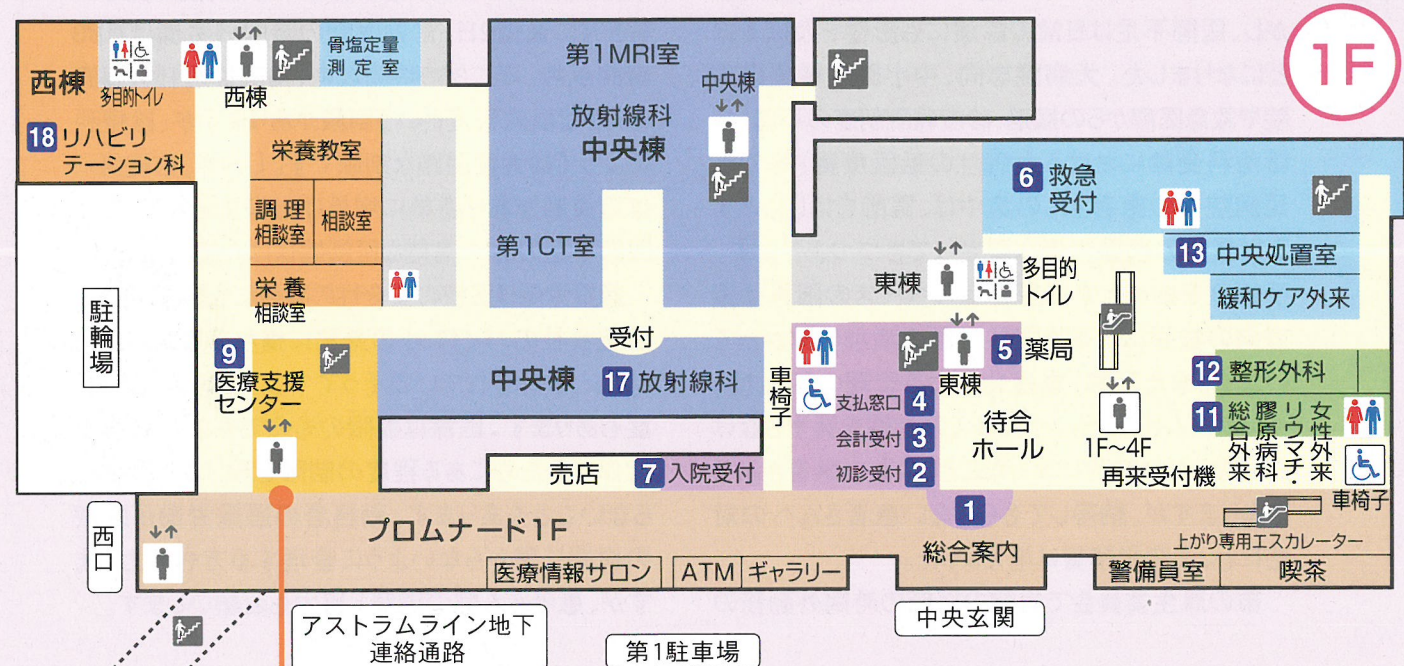 1F
西棟
多目的トイレ
西棟
骨塩定量
測定室
18 リハビリ
テーション科
第1MRI室
放射線科
中央棟
中央棟
栄養教室
調理
相談室
相談室
栄養
相談室
第1CT室
6 救急
受付
13 中央処置室
緩和ケア外来
東棟
多目的
トイレ
駐輪場
受付
9
医療支援
センター
中央棟 17 放射線科
車椅子
5 薬局
東棟
支払窓口 4
会計受付 3
初診受付 2
待合
ホール
1F~4F
再来受付機
12 整形外科
11
総合外来
膠原病科
リウマチ・
女性外来
車椅子
売店
7 入院受付
西口
プロムナード1F
1
総合案内
上がり専用エスカレーター
医療情報サロン
ATM
ギャラリー
警備員室
喫茶
アストラムライン地下
連絡通路
第1駐車場
中央玄関